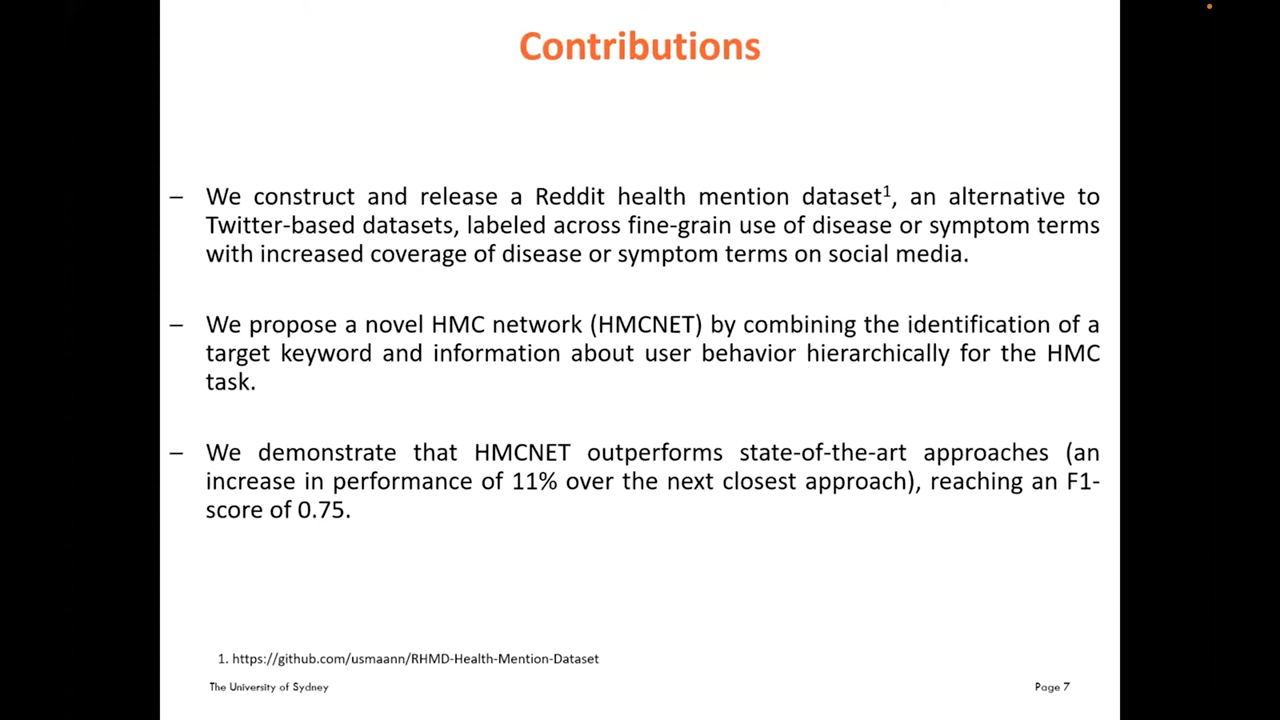 Contributions
– We construct and release a Reddit health mention dataset1, an alternative to
Twitter-based datasets, labeled across fine-grain use of disease or symptom terms
with increased coverage of disease or symptom terms on social media.
– We propose a novel HMC network (HMCNET) by combining the identification of a
target keyword and information about user behavior hierarchically for the HMC
task.
– We demonstrate that HMCNET outperforms state-of-the-art approaches (an
increase in performance of 11% over the next closest approach), reaching an F1-
score of 0.75.
1. https://github.com/usmaann/RHMD-Health-Mention-Dataset
The University of Sydney
Page 7